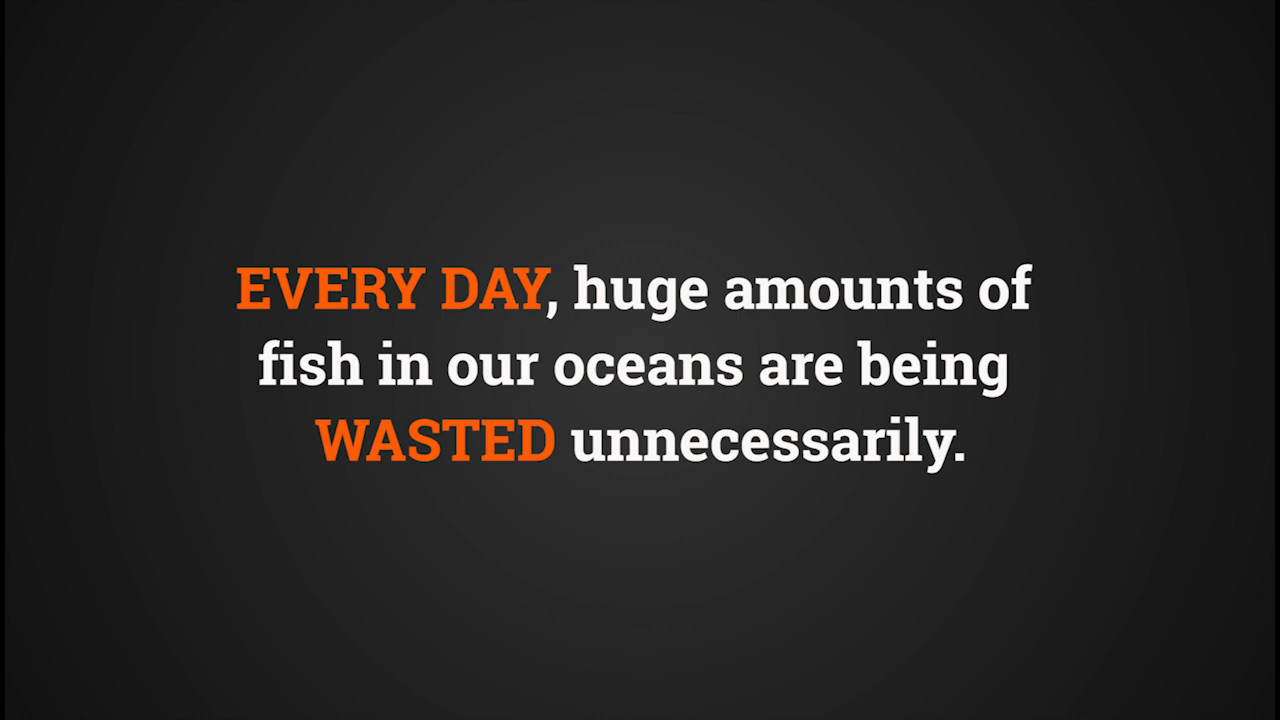 EVERY DAY, huge amounts of
fish in our oceans are being
WASTED unnecessarily.